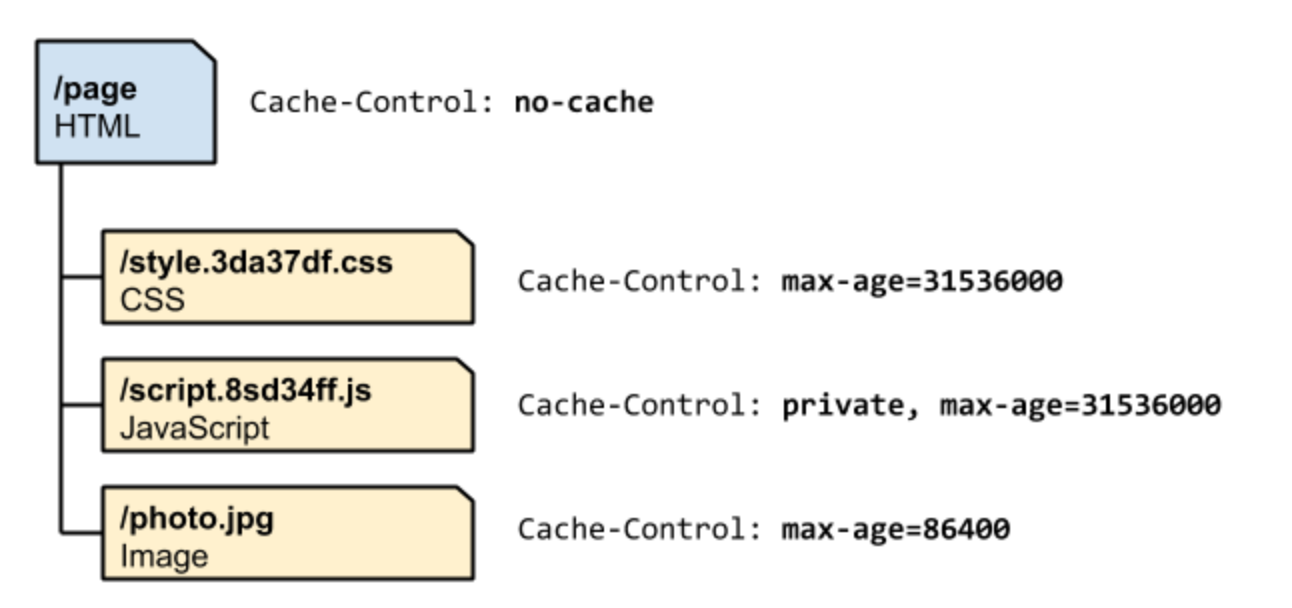 /page
HTML
Cache-Control: no-cache
/style.3da37df.css
CSS
Cache-Control: max-age=31536000
/script.8sd34ff.js
JavaScript
Cache-Control: private, max-age=31536000
/photo.jpg
Image
Cache-Control: max-age=86400